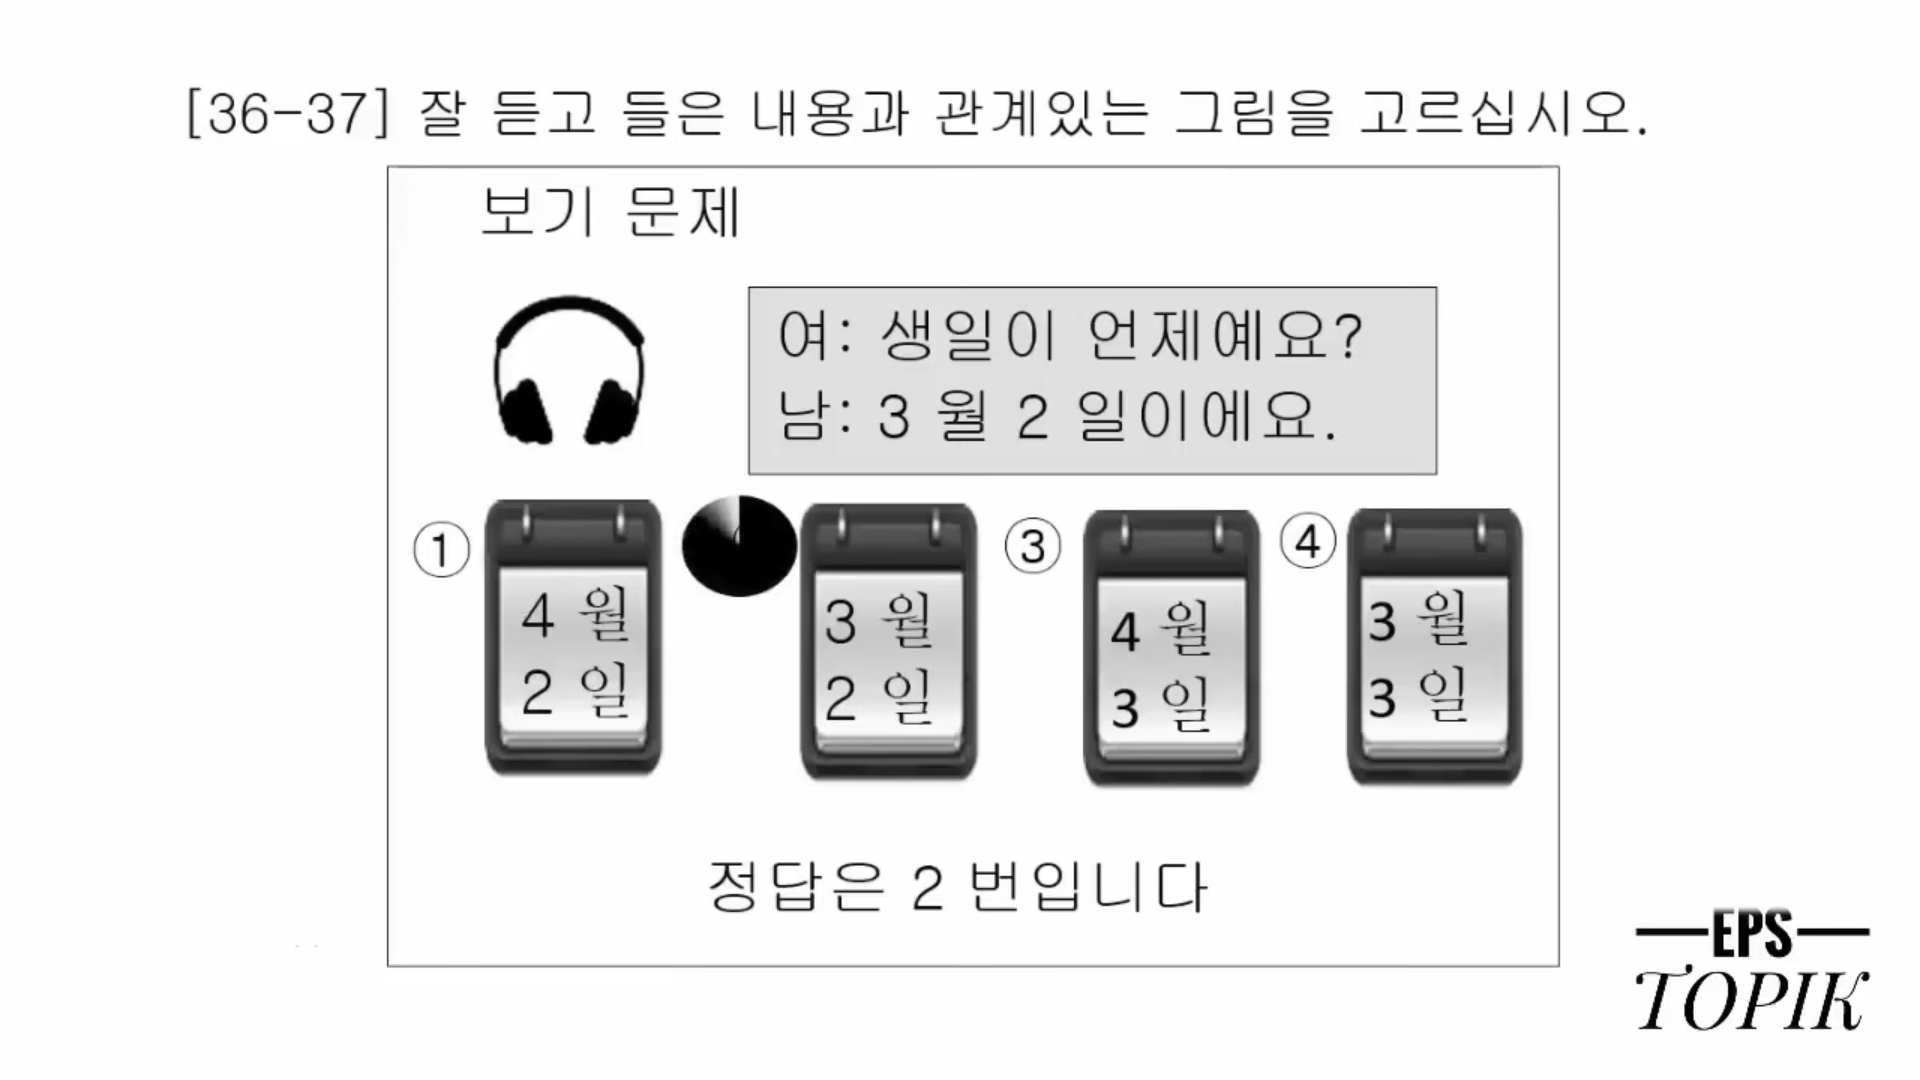 [36-37] 잘 듣고 들은 내용과 관계있는 그림을 고르십시오.
보기 문제
여: 생일이 언제예요?
남: 3 월 2 일이에요.
① 4 월
2 일
3 월
2 일
③ 4 월
3 일
④ 3 월
3 일
정답은 2 번입니다
EPS
TOPIK